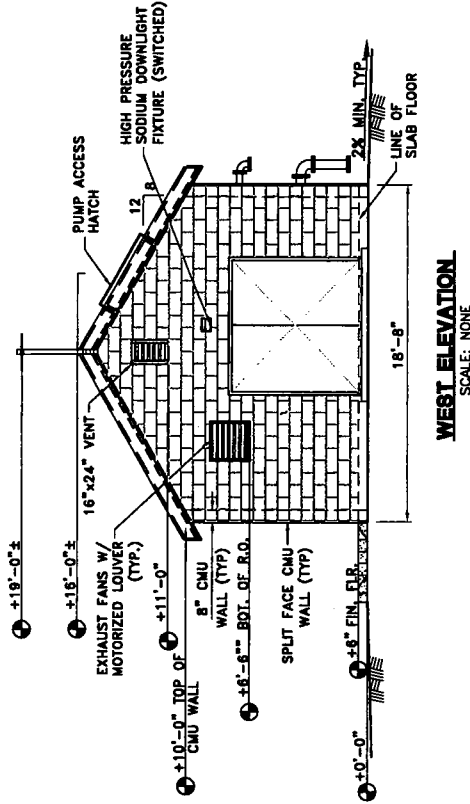 +19'-0"±
+16'-0"±
16"x24" VENT
EXHAUST FANS W/
MOTORIZED LOUVER
(TYP.)
+11'-0"
+10'-0" TOP OF
CMU WALL
8" CMU
WALL (TYP)
+6'-6"" BOT. OF R.O.
SPLIT FACE CMU
WALL (TYP)
+6" FIN. FLR.
+0'-0"
PUMP ACCESS
HATCH
12
8
HIGH PRESSURE
SODIUM DOWNLIGHT
FIXTURE (SWITCHED)
2% MIN. TYP.
LINE OF
SLAB FLOOR
18'-8"
WEST ELEVATION
SCALE: NONE